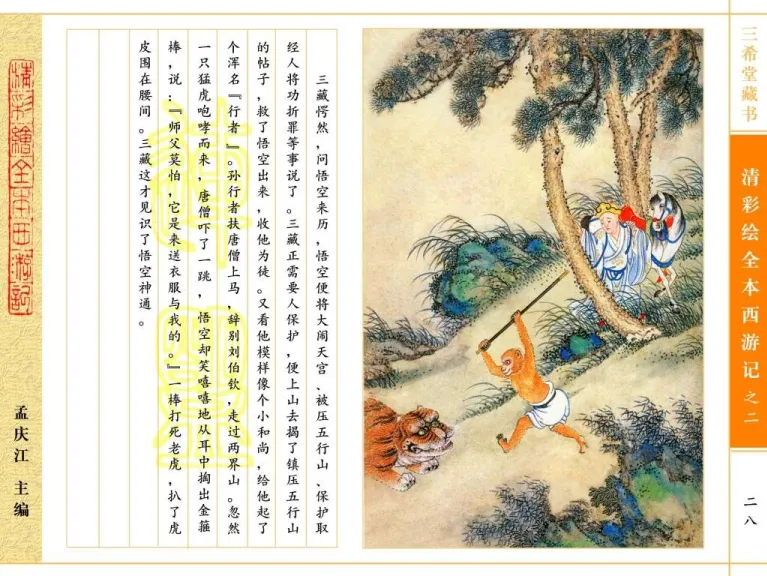 三希堂藏书
清彩绘全本西游记之二
二八
三藏愕然，问悟空来历，悟空便将大闹天宫、被压五行山、保护取
经人将功折罪等事说了。三藏正需要人保护，便上山去揭了镇压五行山
的帖子，救了悟空出来，收他为徒。又看他模样像个小和尚，给他起了
个浑名『行者』。孙行者扶唐僧上马，辞别刘伯钦，走过两界山。忽然
一只猛虎咆哮而来，唐僧吓了一跳，悟空却笑嘻嘻地从耳中掏出金箍
棒，说：『师父莫怕，它是来送衣服与我的。』一棒打死老虎，扒了虎
皮围在腰间。三藏这才见识了悟空神通。
清彩繪全本西游記
孟庆江 主编